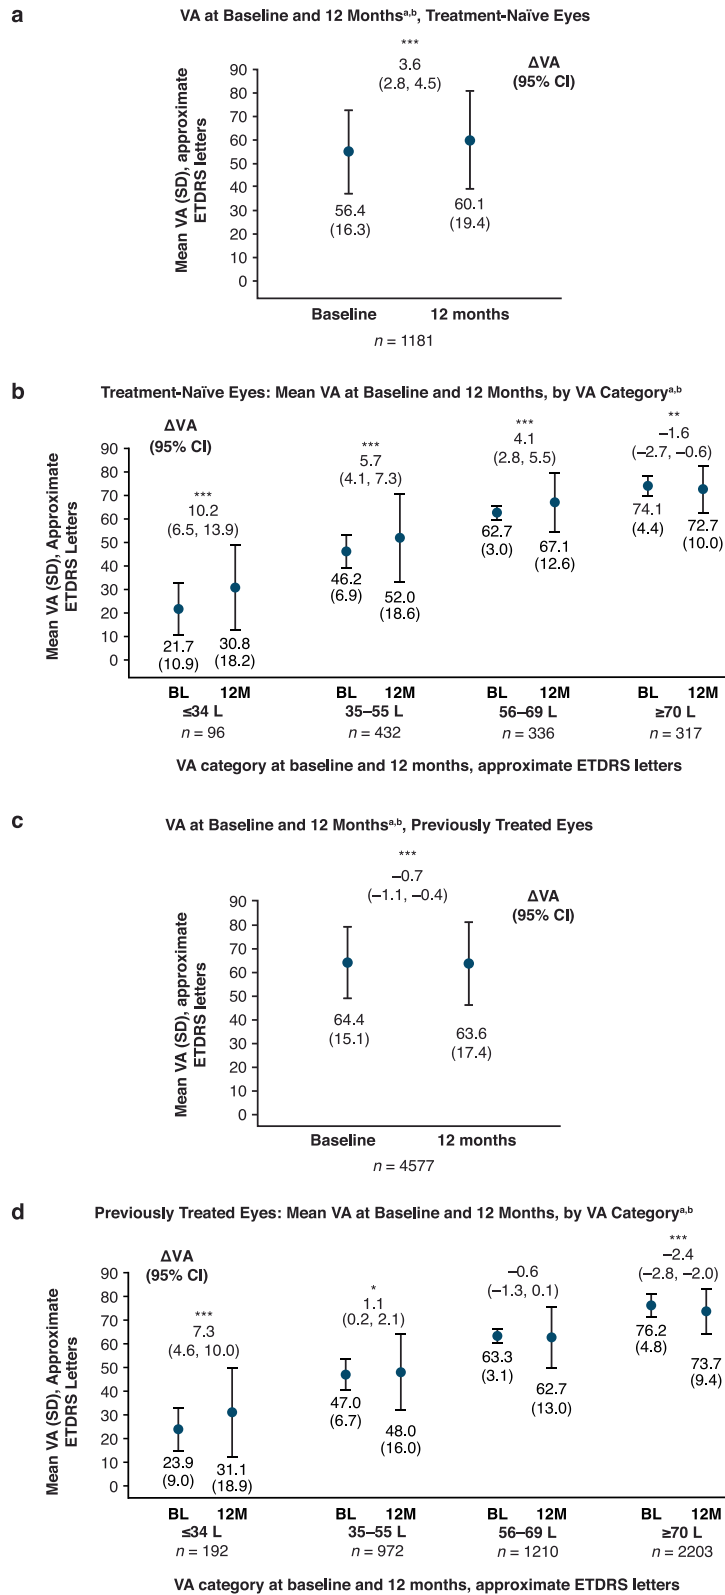 a
VA at Baseline and 12 Monthsᵃ,ᵇ, Treatment-Naïve Eyes
***
3.6
(2.8, 4.5)
ΔVA
(95% CI)
Mean VA (SD), approximate
ETDRS letters
90
80
70
60
50
40
30
20
10
0
56.4
(16.3)
60.1
(19.4)
Baseline
12 months
n = 1181
b
Treatment-Naïve Eyes: Mean VA at Baseline and 12 Months, by VA Categoryᵃ,ᵇ
ΔVA
(95% CI)
Mean VA (SD), Approximate
ETDRS Letters
90
80
70
60
50
40
30
20
10
0
***
10.2
(6.5, 13.9)
***
5.7
(4.1, 7.3)
***
4.1
(2.8, 5.5)
**
−1.6
(−2.7, −0.6)
21.7
(10.9)
30.8
(18.2)
46.2
(6.9)
52.0
(18.6)
62.7
(3.0)
67.1
(12.6)
74.1
(4.4)
72.7
(10.0)
BL 12M BL 12M BL 12M BL 12M
≤34 L 35–55 L 56–69 L ≥70 L
n = 96 n = 432 n = 336 n = 317
VA category at baseline and 12 months, approximate ETDRS letters
c
VA at Baseline and 12 Monthsᵃ,ᵇ, Previously Treated Eyes
***
−0.7
(−1.1, −0.4)
ΔVA
(95% CI)
Mean VA (SD), approximate
ETDRS letters
90
80
70
60
50
40
30
20
10
0
64.4
(15.1)
63.6
(17.4)
Baseline
12 months
n = 4577
d
Previously Treated Eyes: Mean VA at Baseline and 12 Months, by VA Categoryᵃ,ᵇ
ΔVA
(95% CI)
Mean VA (SD), Approximate
ETDRS Letters
90
80
70
60
50
40
30
20
10
0
***
7.3
(4.6, 10.0)
*
1.1
(0.2, 2.1)
−0.6
(−1.3, 0.1)
***
−2.4
(−2.8, −2.0)
23.9
(9.0)
31.1
(18.9)
47.0
(6.7)
48.0
(16.0)
63.3
(3.1)
62.7
(13.0)
76.2
(4.8)
73.7
(9.4)
BL 12M BL 12M BL 12M BL 12M
≤34 L 35–55 L 56–69 L ≥70 L
n = 192 n = 972 n = 1210 n = 2203
VA category at baseline and 12 months, approximate ETDRS letters